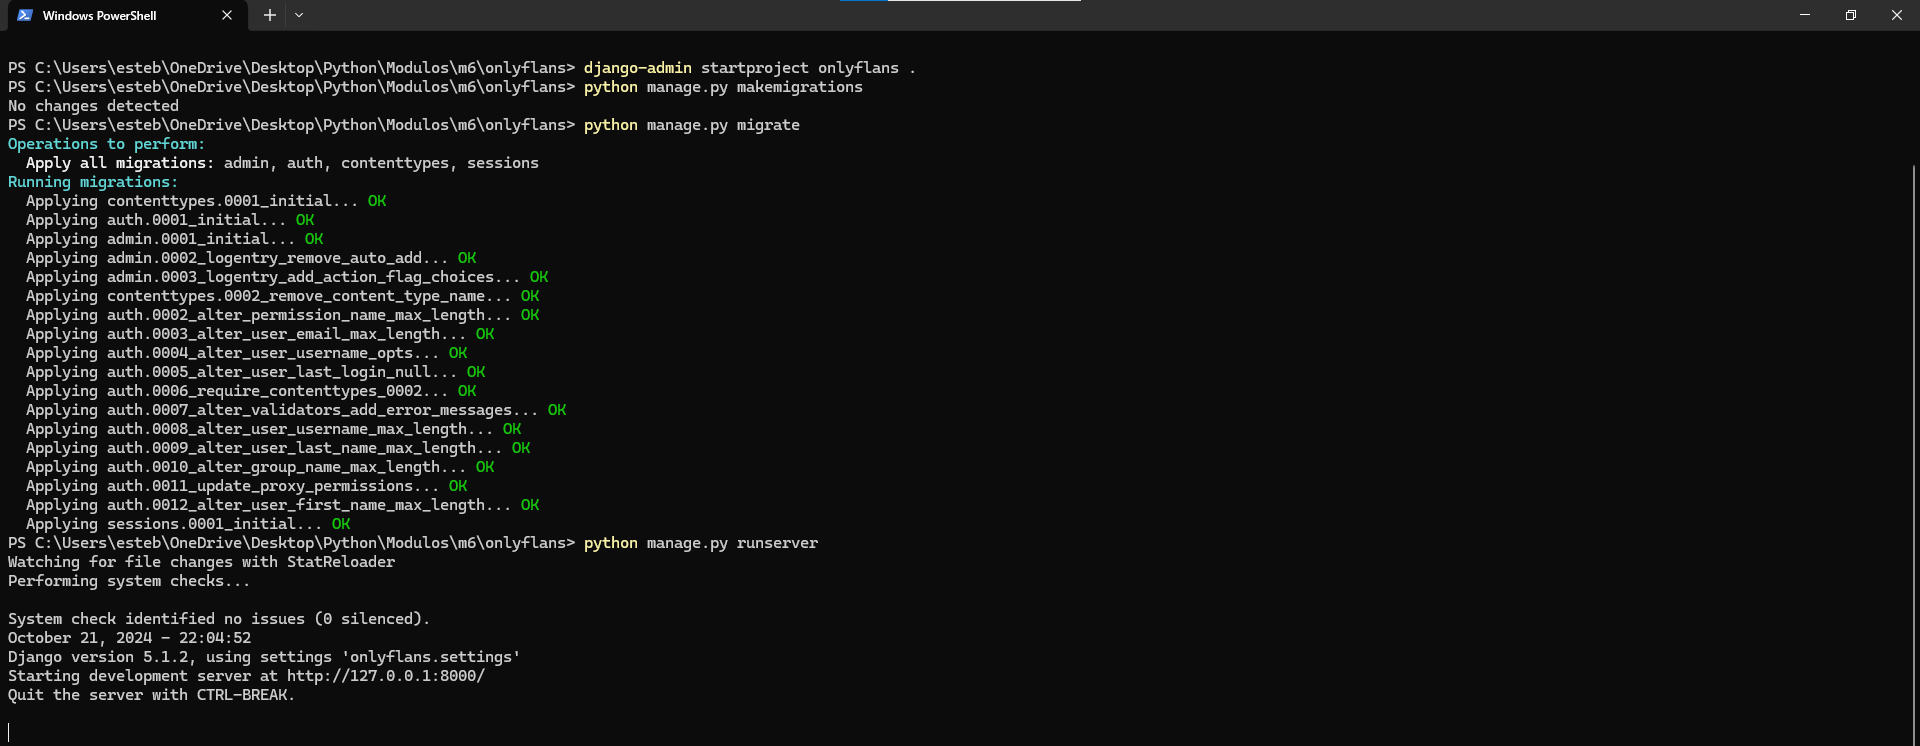 Windows PowerShell
PS C:\Users\esteb\OneDrive\Desktop\Python\Modulos\m6\onlyflans> django-admin startproject onlyflans .
PS C:\Users\esteb\OneDrive\Desktop\Python\Modulos\m6\onlyflans> python manage.py makemigrations
No changes detected
PS C:\Users\esteb\OneDrive\Desktop\Python\Modulos\m6\onlyflans> python manage.py migrate
Operations to perform:
  Apply all migrations: admin, auth, contenttypes, sessions
Running migrations:
  Applying contenttypes.0001_initial... OK
  Applying auth.0001_initial... OK
  Applying admin.0001_initial... OK
  Applying admin.0002_logentry_remove_auto_add... OK
  Applying admin.0003_logentry_add_action_flag_choices... OK
  Applying contenttypes.0002_remove_content_type_name... OK
  Applying auth.0002_alter_permission_name_max_length... OK
  Applying auth.0003_alter_user_email_max_length... OK
  Applying auth.0004_alter_user_username_opts... OK
  Applying auth.0005_alter_user_last_login_null... OK
  Applying auth.0006_require_contenttypes_0002... OK
  Applying auth.0007_alter_validators_add_error_messages... OK
  Applying auth.0008_alter_user_username_max_length... OK
  Applying auth.0009_alter_user_last_name_max_length... OK
  Applying auth.0010_alter_group_name_max_length... OK
  Applying auth.0011_update_proxy_permissions... OK
  Applying auth.0012_alter_user_first_name_max_length... OK
  Applying sessions.0001_initial... OK
PS C:\Users\esteb\OneDrive\Desktop\Python\Modulos\m6\onlyflans> python manage.py runserver
Watching for file changes with StatReloader
Performing system checks...
System check identified no issues (0 silenced).
October 21, 2024 - 22:04:52
Django version 5.1.2, using settings 'onlyflans.settings'
Starting development server at http://127.0.0.1:8000/
Quit the server with CTRL-BREAK.